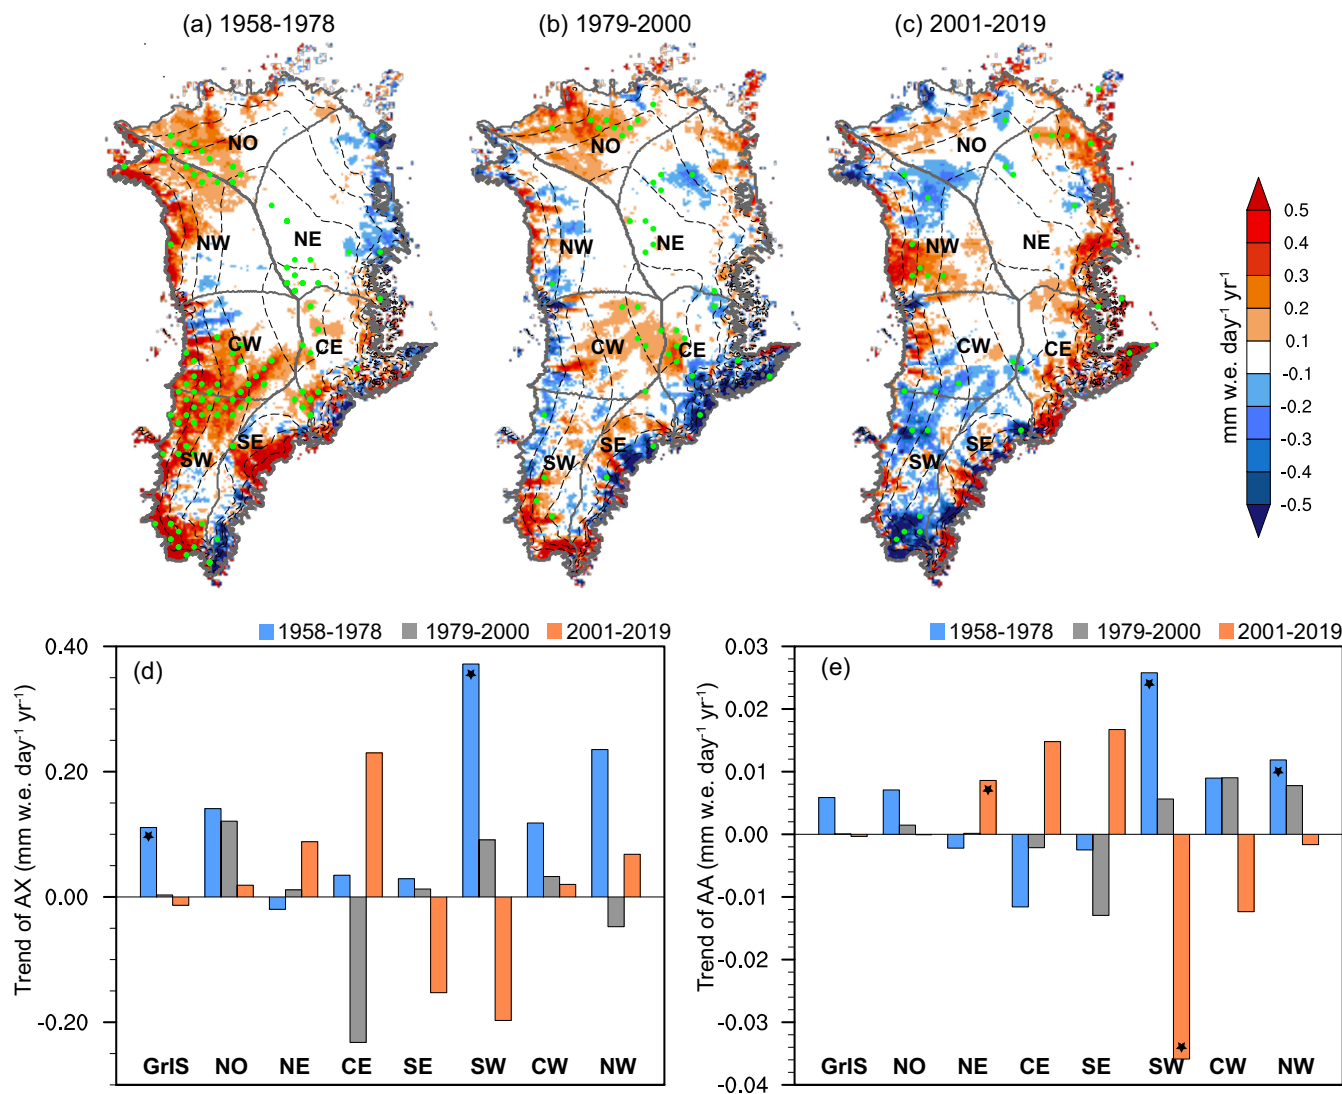 (a) 1958-1978
(b) 1979-2000
(c) 2001-2019
NO
NW
NE
CW
CE
SE
SW
NO
NW
NE
CW
CE
SE
SW
NO
NW
NE
CW
CE
SE
SW
0.5
0.4
0.3
0.2
0.1
-0.1
-0.2
-0.3
-0.4
-0.5
mm w.e. day⁻¹ yr⁻¹
1958-1978 1979-2000 2001-2019
(d)
0.40
0.20
0.00
-0.20
Trend of AX (mm w.e. day⁻¹ yr⁻¹)
GrIS NO NE CE SE SW CW NW
1958-1978 1979-2000 2001-2019
(e)
0.03
0.02
0.01
0.00
-0.01
-0.02
-0.03
-0.04
Trend of AA (mm w.e. day⁻¹ yr⁻¹)
GrIS NO NE CE SE SW CW NW